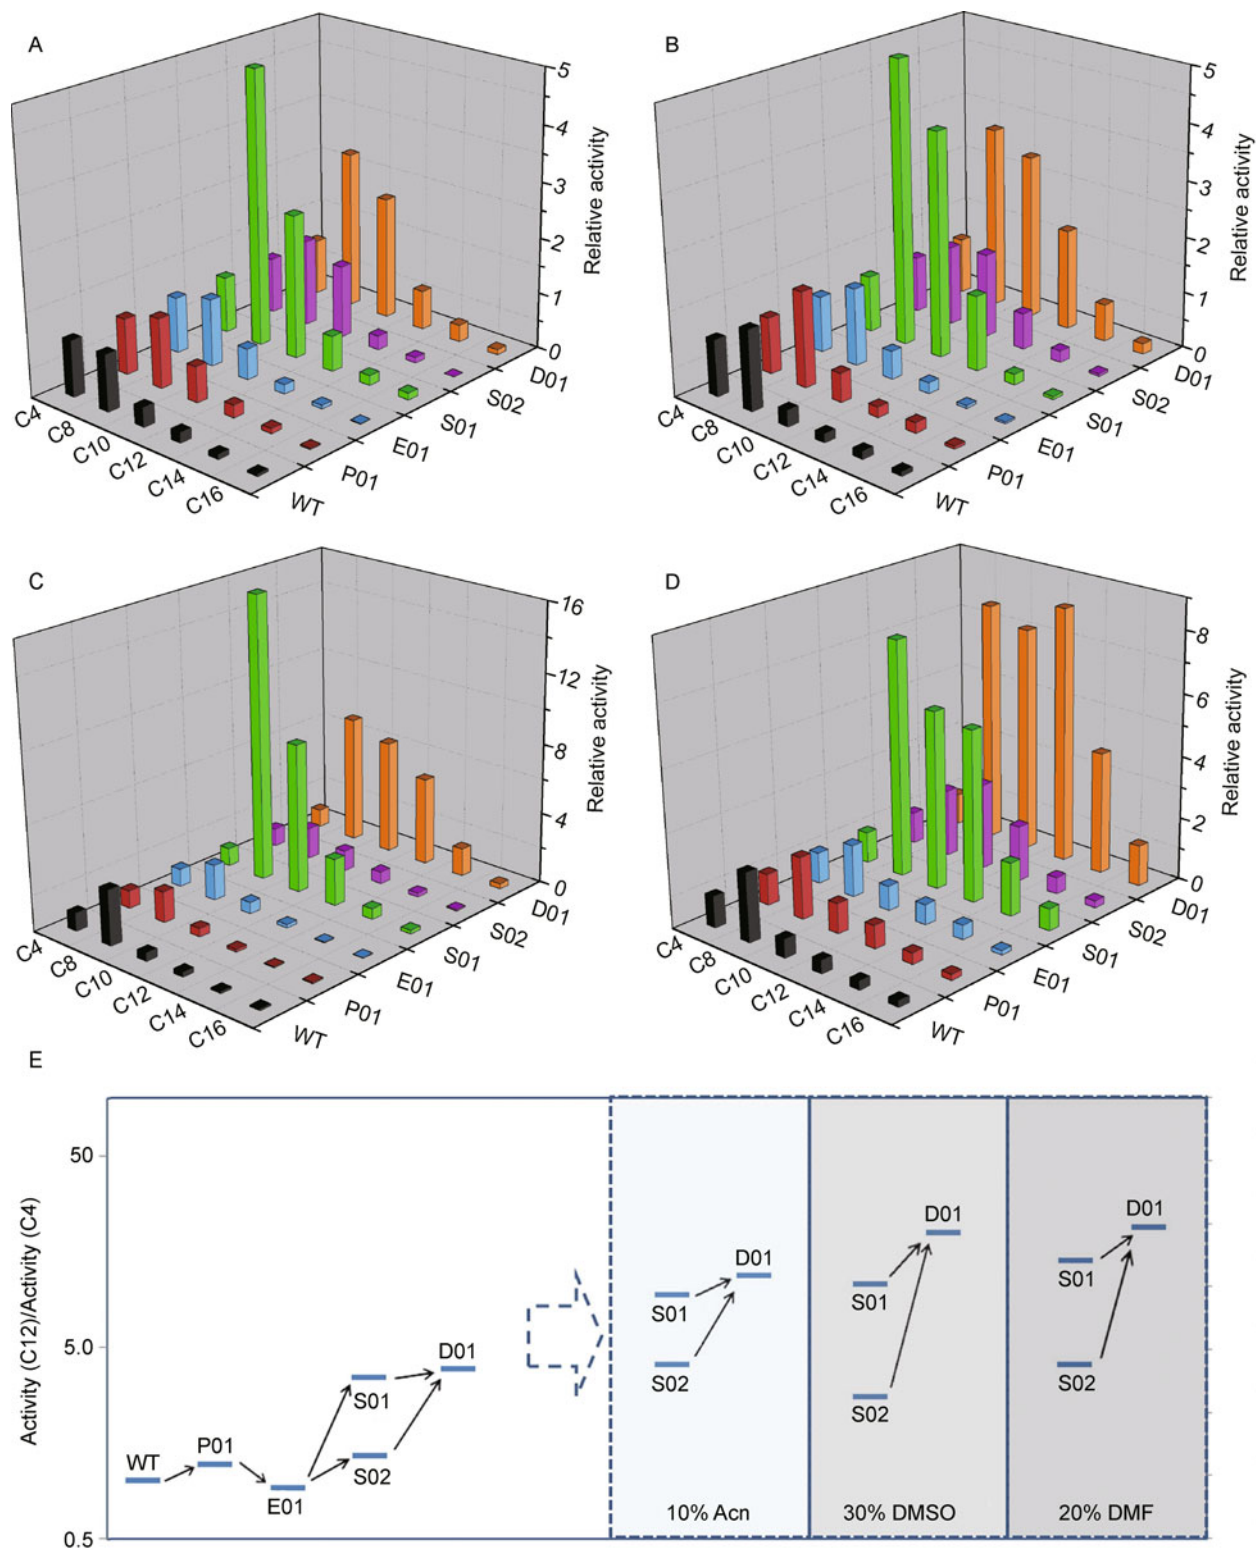 A
5
4
3
2
1
0
Relative activity
C4
C8
C10
C12
C14
C16
WT
P01
E01
S01
S02
D01
B
5
4
3
2
1
0
Relative activity
C4
C8
C10
C12
C14
C16
WT
P01
E01
S01
S02
D01
C
16
12
8
4
0
Relative activity
C4
C8
C10
C12
C14
C16
WT
P01
E01
S01
S02
D01
D
8
6
4
2
0
Relative activity
C4
C8
C10
C12
C14
C16
WT
P01
E01
S01
S02
D01
E
Activity (C12)/Activity (C4)
50
5.0
0.5
WT
P01
E01
S01
S02
D01
S01
S02
D01
10% Acn
S01
S02
D01
30% DMSO
S01
S02
D01
20% DMF